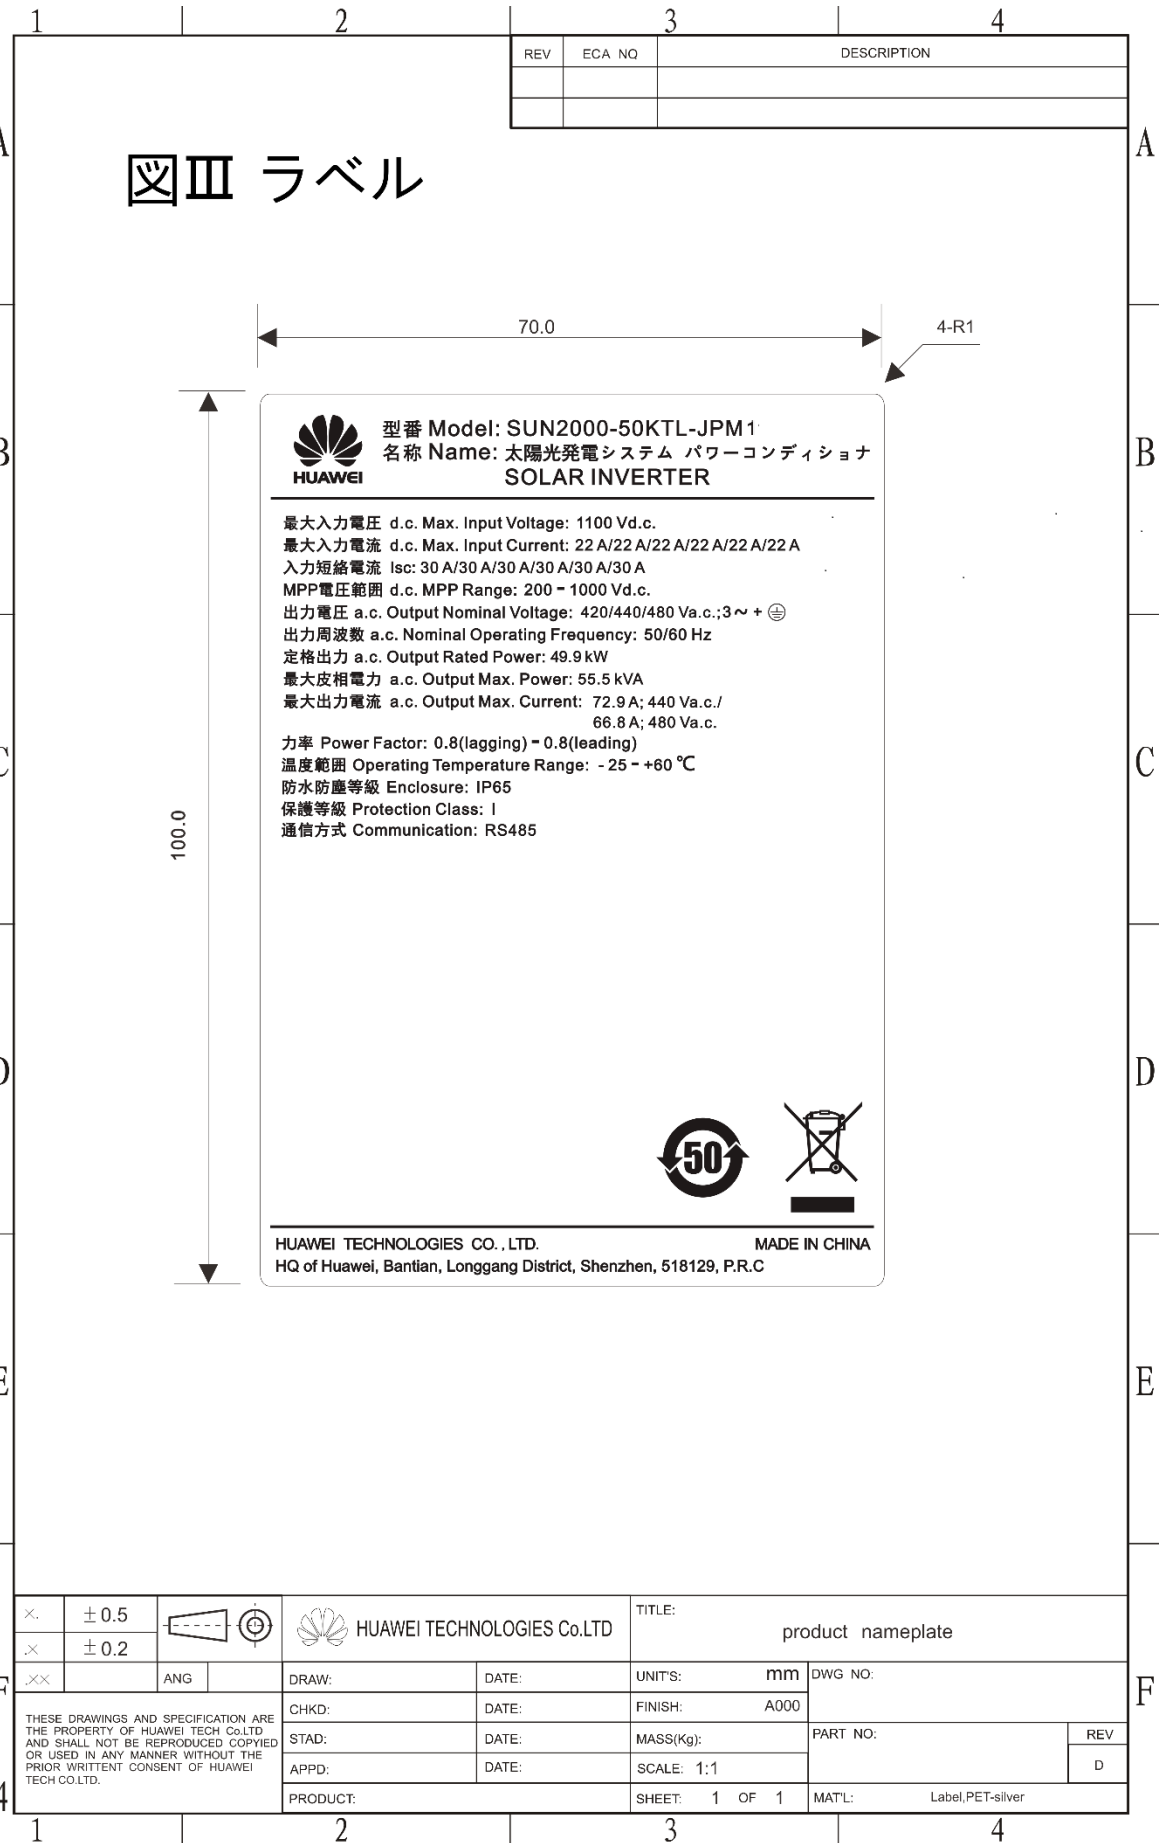 1 2 3 4
REV ECA NO DESCRIPTION
A A
図Ⅲ ラベル
70.0
4-R1
B B
HUAWEI
型番 Model: SUN2000-50KTL-JPM1
名称 Name: 太陽光発電システム パワーコンディショナ
SOLAR INVERTER
最大入力電圧 d.c. Max. Input Voltage: 1100 Vd.c.
最大入力電流 d.c. Max. Input Current: 22 A/22 A/22 A/22 A/22 A/22 A
入力短絡電流 Isc: 30 A/30 A/30 A/30 A/30 A/30 A
MPP電圧範囲 d.c. MPP Range: 200 - 1000 Vd.c.
出力電圧 a.c. Output Nominal Voltage: 420/440/480 Va.c.;3～ + ⏚
出力周波数 a.c. Nominal Operating Frequency: 50/60 Hz
定格出力 a.c. Output Rated Power: 49.9 kW
最大皮相電力 a.c. Output Max. Power: 55.5 kVA
最大出力電流 a.c. Output Max. Current: 72.9 A; 440 Va.c./
66.8 A; 480 Va.c.
力率 Power Factor: 0.8(lagging) - 0.8(leading)
温度範囲 Operating Temperature Range: - 25 - +60 ℃
防水防塵等級 Enclosure: IP65
保護等級 Protection Class: I
通信方式 Communication: RS485
C C
100.0
D D
50
HUAWEI TECHNOLOGIES CO., LTD. MADE IN CHINA
HQ of Huawei, Bantian, Longgang District, Shenzhen, 518129, P.R.C
E E
×. ±0.5
.× ±0.2
.×× ANG
HUAWEI TECHNOLOGIES Co.LTD
TITLE:
product nameplate
DRAW: DATE: UNIT'S: mm DWG NO:
CHKD: DATE: FINISH: A000
STAD: DATE: MASS(Kg): PART NO: REV
APPD: DATE: SCALE: 1:1 D
PRODUCT: SHEET: 1 OF 1 MAT'L: Label,PET-silver
F F
THESE DRAWINGS AND SPECIFICATION ARE
THE PROPERTY OF HUAWEI TECH Co.LTD
AND SHALL NOT BE REPRODUCED COPYIED
OR USED IN ANY MANNER WITHOUT THE
PRIOR WRITTENT CONSENT OF HUAWEI
TECH CO.LTD.
4
1 2 3 4